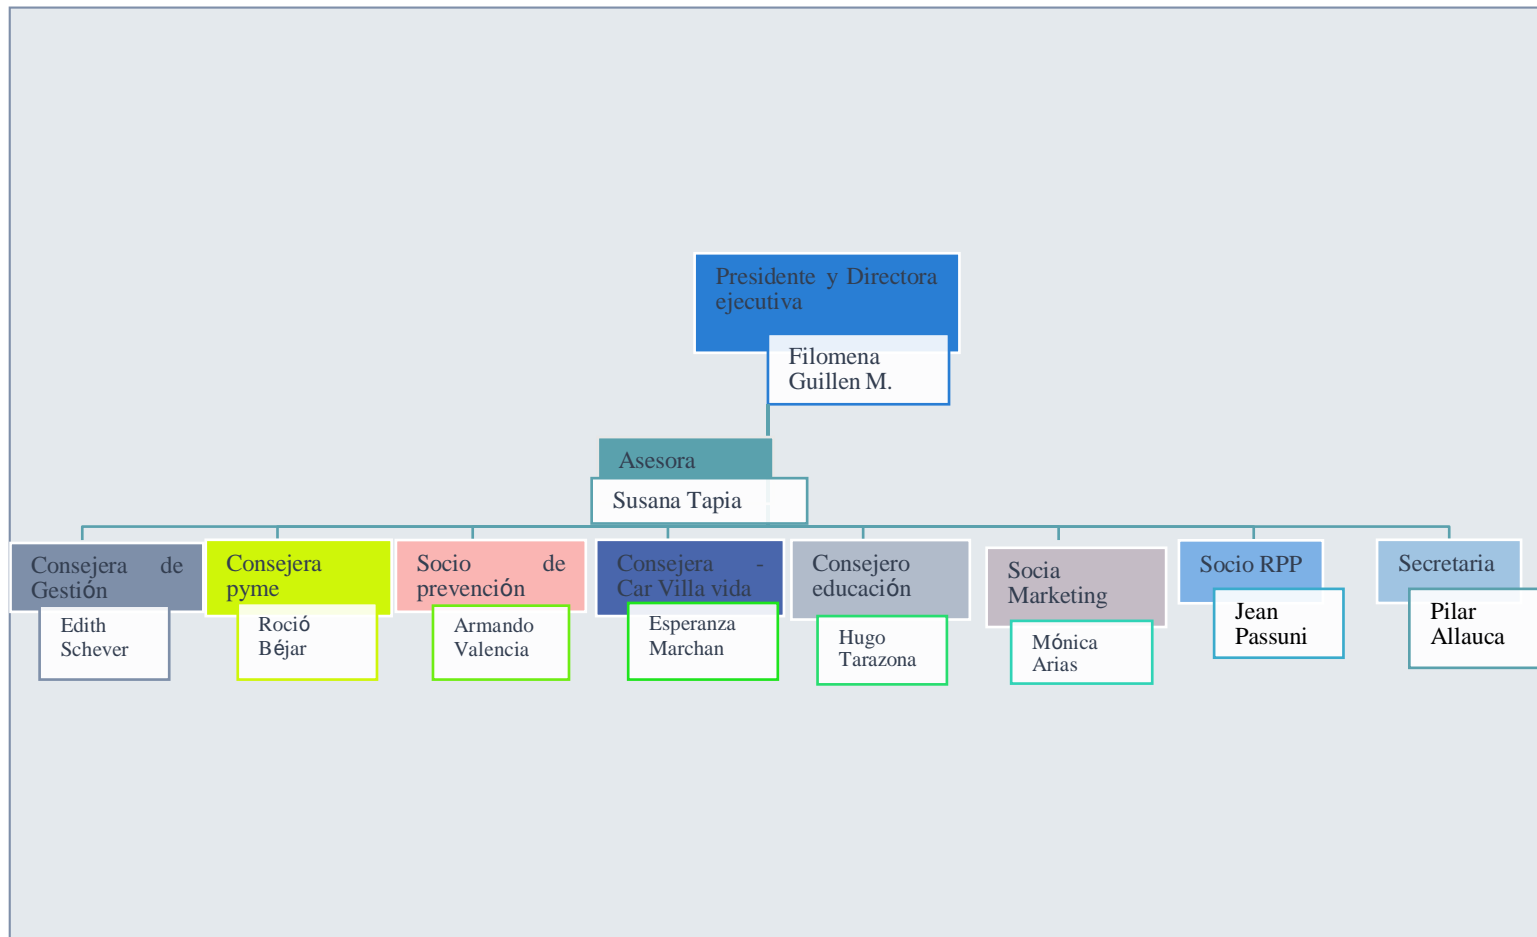 Presidente y Directora
ejecutiva
Filomena
Guillen M.
Asesora
Susana Tapia
Consejera de
Gestión
Edith
Schever
Consejera
pyme
Roció
Béjar
Socio de
prevención
Armando
Valencia
Consejera -
Car Villa vida
Esperanza
Marchan
Consejero
educación
Hugo
Tarazona
Socia
Marketing
Mónica
Arias
Socio RPP
Jean
Passuni
Secretaria
Pilar
Allauca